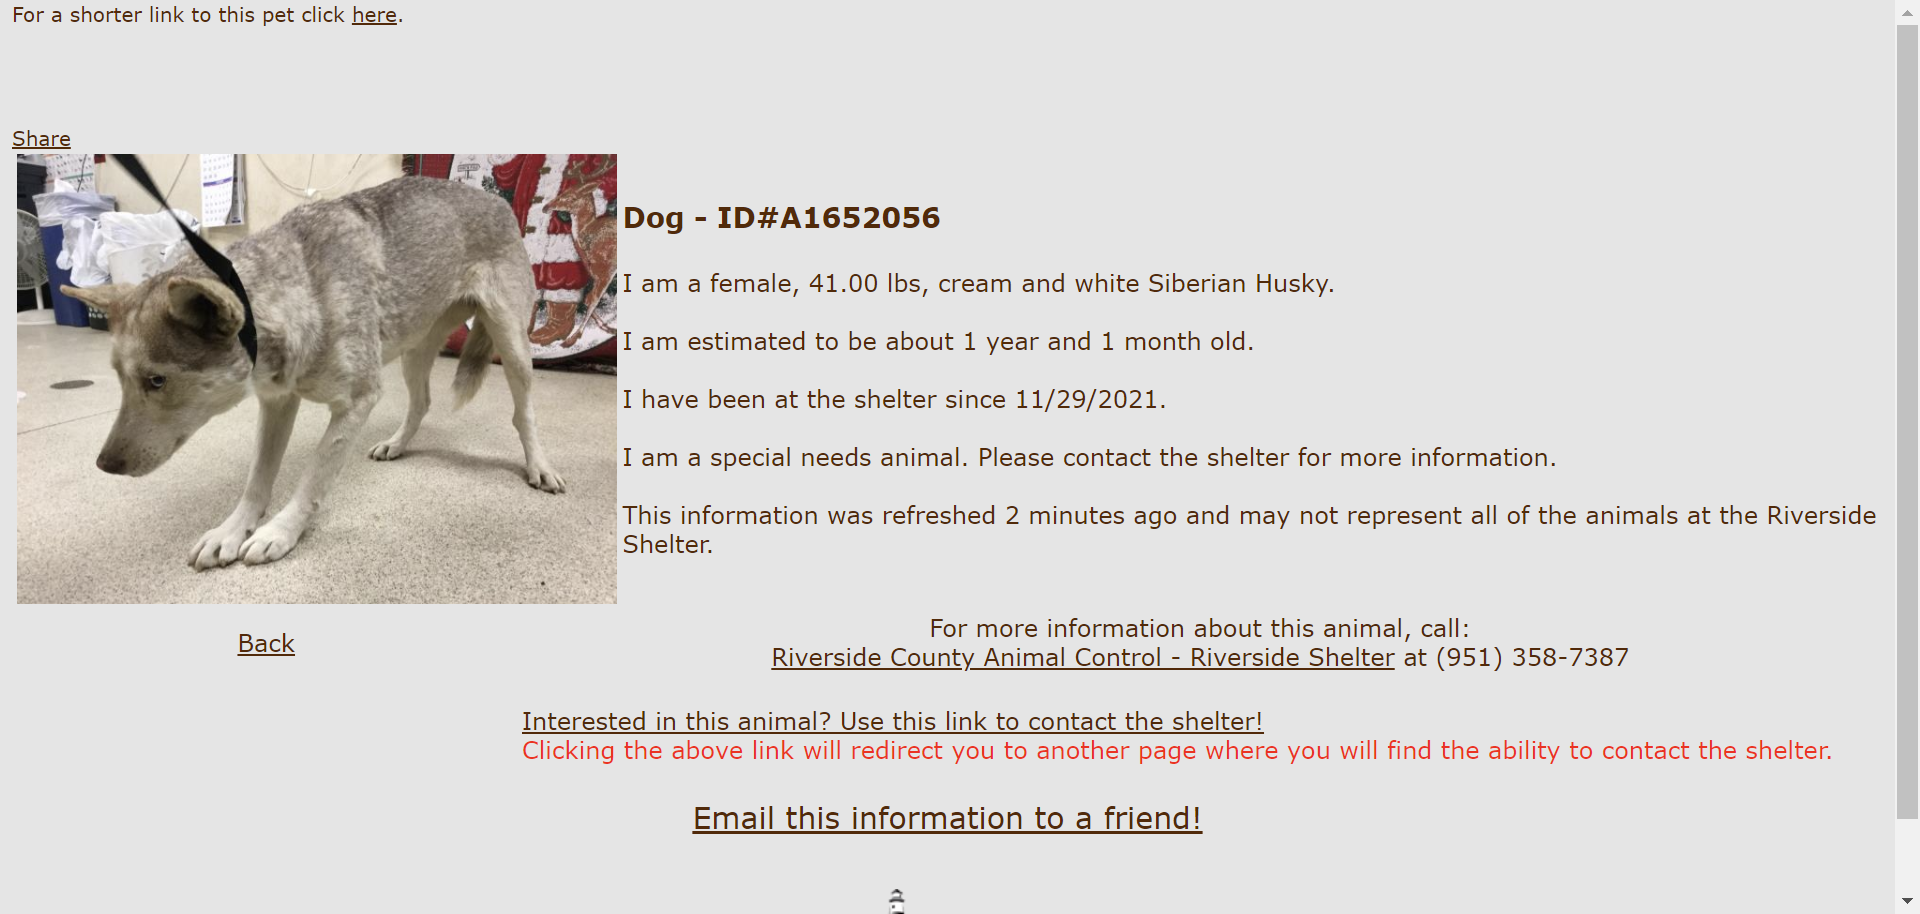 For a shorter link to this pet click here.
Share
Dog - ID#A1652056
I am a female, 41.00 lbs, cream and white Siberian Husky.
I am estimated to be about 1 year and 1 month old.
I have been at the shelter since 11/29/2021.
I am a special needs animal. Please contact the shelter for more information.
This information was refreshed 2 minutes ago and may not represent all of the animals at the Riverside
Shelter.
Back
For more information about this animal, call:
Riverside County Animal Control - Riverside Shelter at (951) 358-7387
Interested in this animal? Use this link to contact the shelter!
Clicking the above link will redirect you to another page where you will find the ability to contact the shelter.
Email this information to a friend!